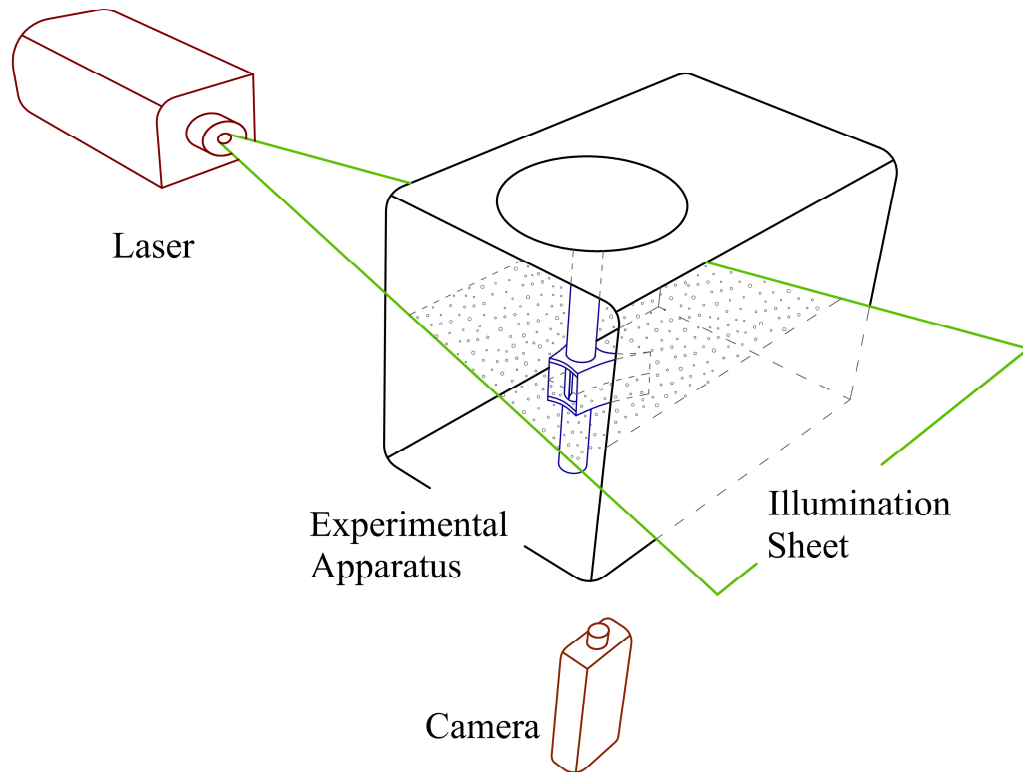 Laser
Experimental
Apparatus
Illumination
Sheet
Camera